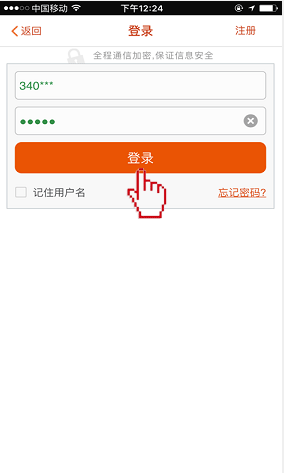 中国移动 下午12:24
返回 登录 注册
全程通信加密,保证信息安全
340***
●●●●●
登录
记住用户名 忘记密码?